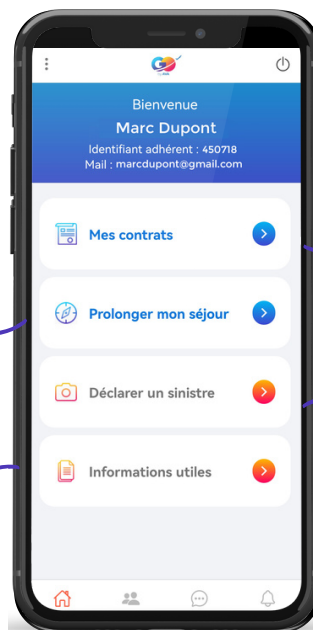 GO
Bienvenue
Marc Dupont
Identifiant adhérent : 450718
Mail : marcdupont@gmail.com
Mes contrats
Prolonger mon séjour
Déclarer un sinistre
Informations utiles